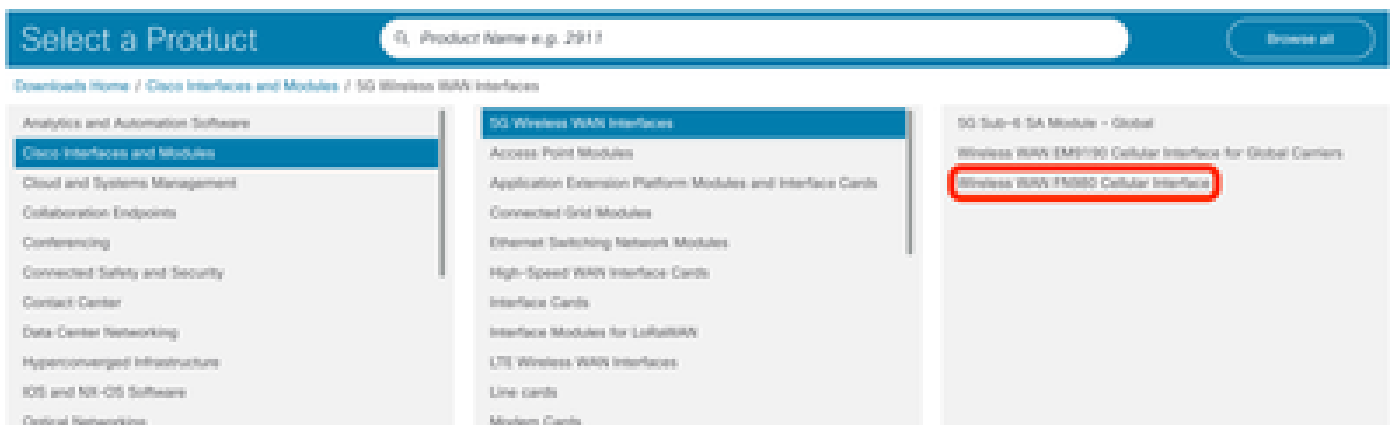 Select a Product
Product Name e.g. 2911
Browse all
Downloads Home / Cisco Interfaces and Modules / 5G Wireless WAN Interfaces
Analytics and Automation Software
Cisco Interfaces and Modules
Cloud and Systems Management
Collaboration Endpoints
Conferencing
Connected Safety and Security
Contact Center
Data Center Networking
Hyperconverged Infrastructure
IOS and NX-OS Software
Optical Networking
5G Wireless WAN Interfaces
Access Point Modules
Application Extension Platform Modules and Interface Cards
Connected Grid Modules
Ethernet Switching Network Modules
High-Speed WAN Interface Cards
Interface Cards
Interface Modules for LoRaWAN
LTE Wireless WAN Interfaces
Line cards
Modem Cards
5G Sub-6 SA Module - Global
Wireless WAN EM9190 Cellular Interface for Global Carriers
Wireless WAN FN980 Cellular Interface